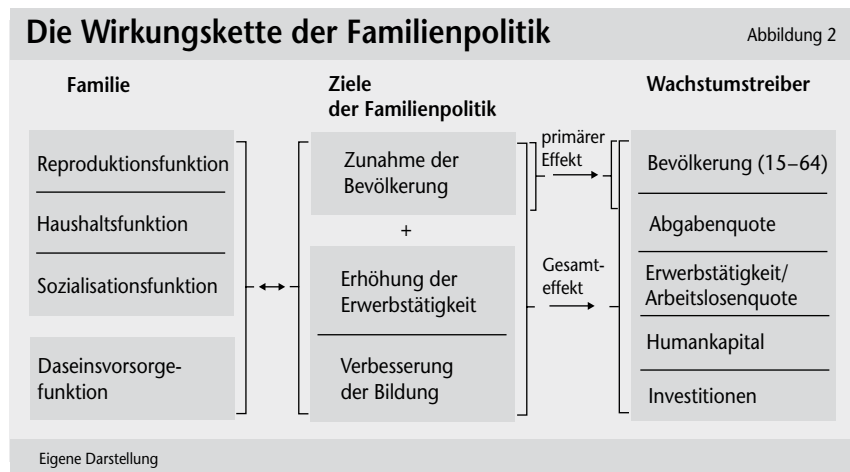 Die Wirkungskette der Familienpolitik
Abbildung 2
Familie
Reproduktionsfunktion
Haushaltsfunktion
Sozialisationsfunktion
Daseinsvorsorge-
funktion
Ziele
der Familienpolitik
Zunahme der
Bevölkerung
+
Erhöhung der
Erwerbstätigkeit
Verbesserung
der Bildung
primärer
Effekt
Gesamt-
effekt
Wachstumstreiber
Bevölkerung (15–64)
Abgabenquote
Erwerbstätigkeit/
Arbeitslosenquote
Humankapital
Investitionen
Eigene Darstellung